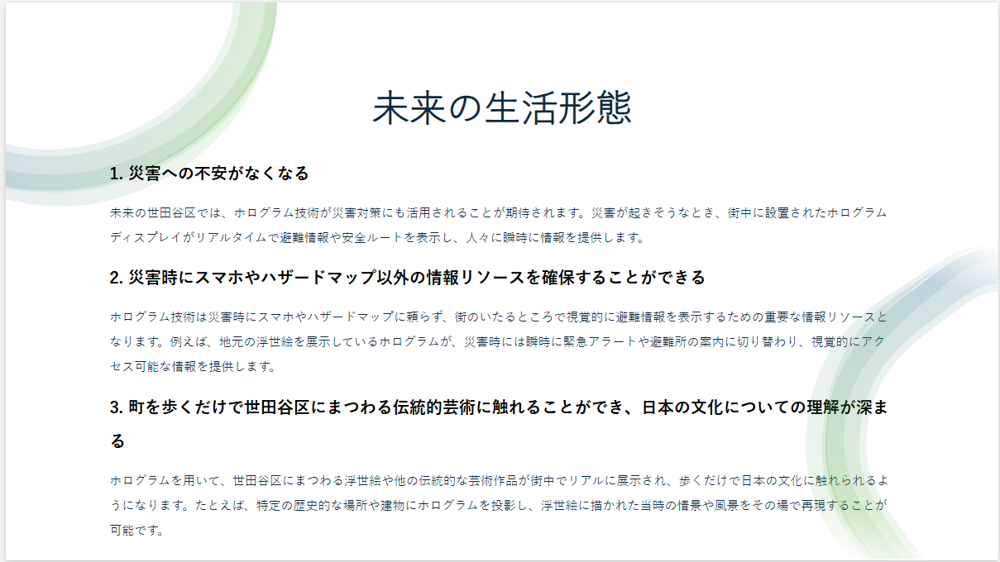 未来の生活形態
1. 災害への不安がなくなる
未来の世田谷区では、ホログラム技術が災害対策にも活用されることが期待されます。災害が起きそうなとき、街中に設置されたホログラム
ディスプレイがリアルタイムで避難情報や安全ルートを表示し、人々に瞬時に情報を提供します。
2. 災害時にスマホやハザードマップ以外の情報リソースを確保することができる
ホログラム技術は災害時にスマホやハザードマップに頼らず、街のいたるところで視覚的に避難情報を表示するための重要な情報リソースと
なります。例えば、地元の浮世絵を展示しているホログラムが、災害時には瞬時に緊急アラートや避難所の案内に切り替わり、視覚的にアク
セス可能な情報を提供します。
3. 町を歩くだけで世田谷区にまつわる伝統的芸術に触れることができ、日本の文化についての理解が深ま
る
ホログラムを用いて、世田谷区にまつわる浮世絵や他の伝統的な芸術作品が街中でリアルに展示され、歩くだけで日本の文化に触れられるよ
うになります。たとえば、特定の歴史的な場所や建物にホログラムを投影し、浮世絵に描かれた当時の情景や風景をその場で再現することが
可能です。